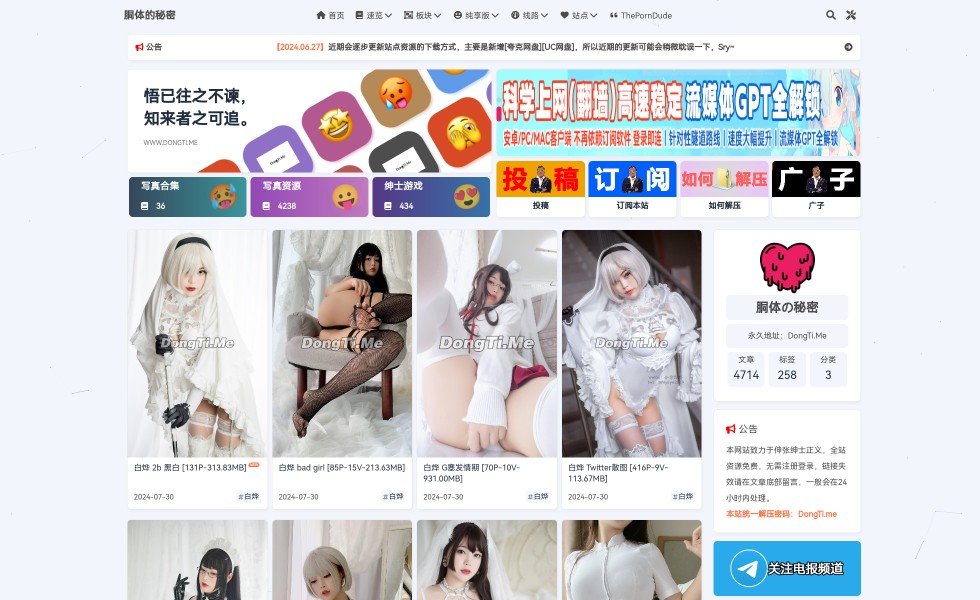 胴体的秘密
首页 速览 板块 纯享版 线路 站点 ThePornDude
公告
【2024.06.27】近期会逐步更新站点资源的下载方式，主要是新增[夸克网盘][UC网盘]，所以近期的更新可能会稍微耽误一下，Sry~
悟已往之不谏，
知来者之可追。
WWW.DONGTI.ME
科学上网(翻墙)高速稳定 流媒体GPT全解锁
安卓/PC/MAC客户端 不再依赖订阅软件 登录即连 | 针对性隧道路线 | 速度大幅提升 | 流媒体GPT全解锁
写真合集
36
写真资源
4238
绅士游戏
434
投稿
订阅
如何解压
广子
投稿
订阅本站
如何解压
广子
DongTi.Me
DongTi.Me
DongTi.Me
DongTi.Me
白烨 2b 黑白 [131P-313.83MB]
2024-07-30
#白烨
白烨 bad girl [85P-15V-213.63MB]
2024-07-30
#白烨
白烨 G塞发情期 [70P-10V-
931.00MB]
2024-07-30
#白烨
白烨 Twitter散图 [416P-9V-
113.67MB]
2024-07-30
#白烨
胴体の秘密
永久地址：DongTi.Me
文章 标签 分类
4714 258 3
公告
本网站致力于伸张绅士正义，全站
资源免费，无需注册登录，链接失
效请在文章底部留言，一般会在24
小时内处理。
本站统一解压密码：DongTi.me
关注电报频道